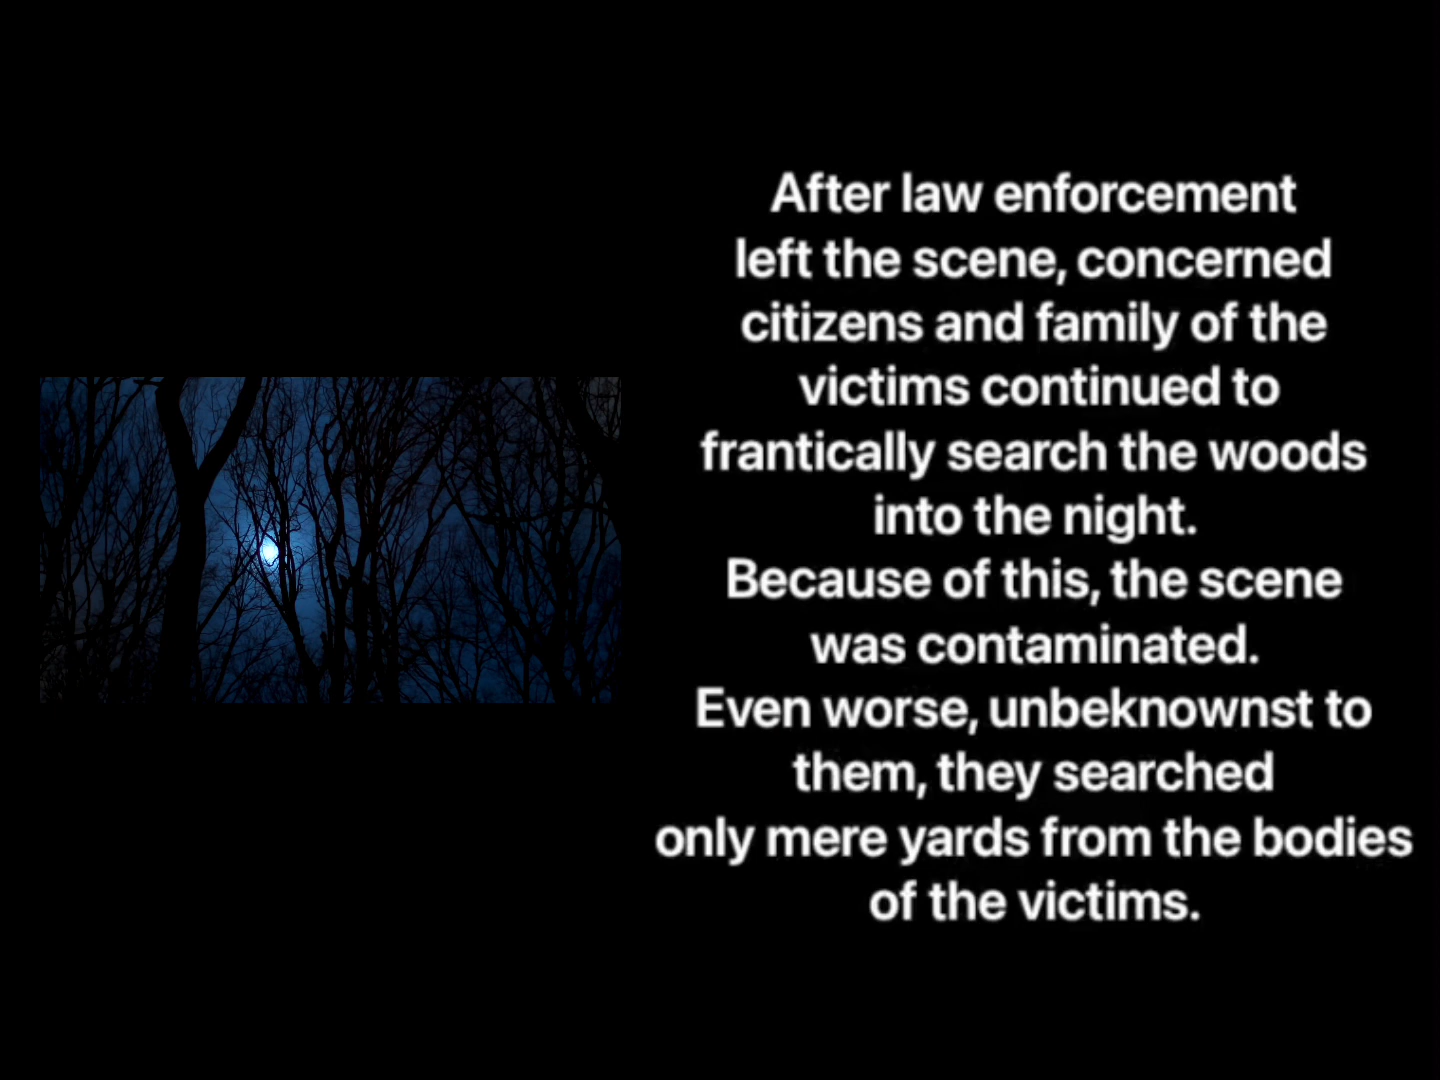 After law enforcement
left the scene, concerned
citizens and family of the
victims continued to
frantically search the woods
into the night.
Because of this, the scene
was contaminated.
Even worse, unbeknownst to
them, they searched
only mere yards from the bodies
of the victims.